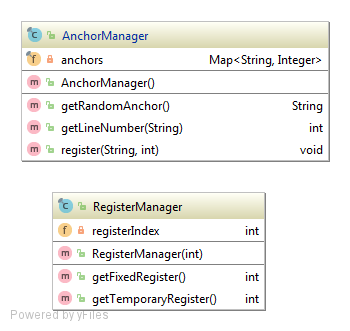 AnchorManager
anchors Map<String, Integer>
AnchorManager()
getRandomAnchor() String
getLineNumber(String) int
register(String, int) void
RegisterManager
registerIndex int
RegisterManager(int)
getFixedRegister() int
getTemporaryRegister() int
Powered by yFiles